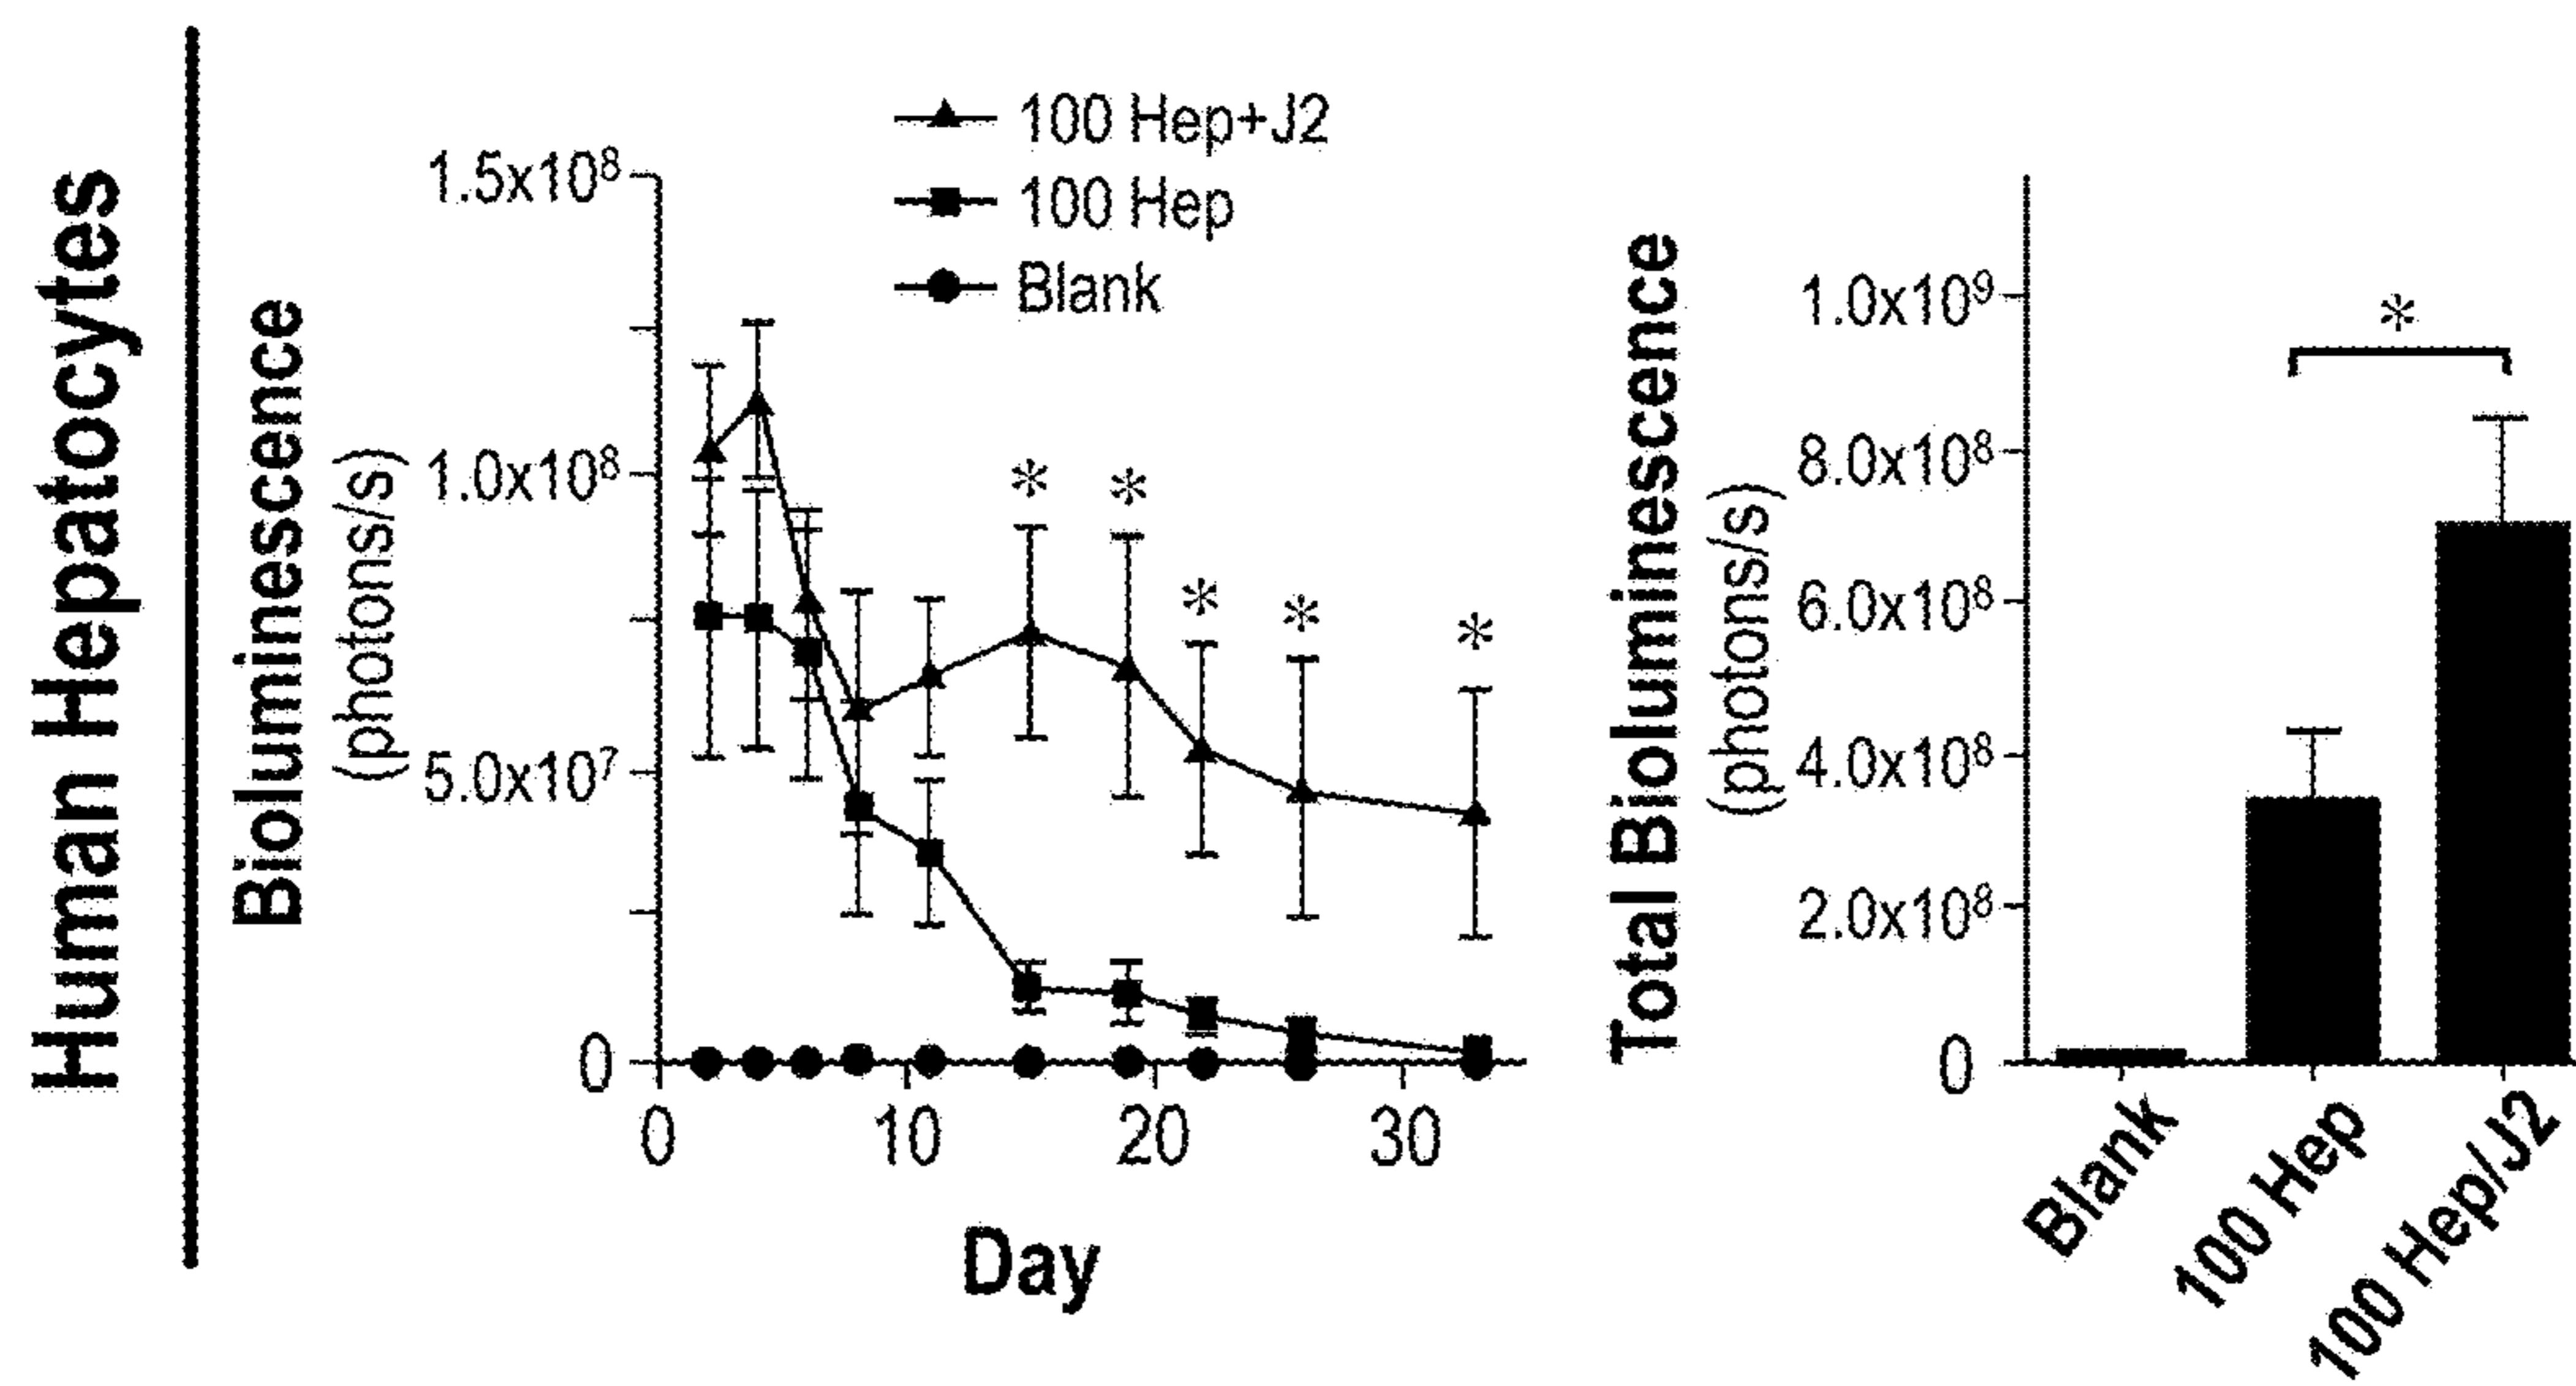 Human Hepatocytes
Bioluminescence
(photons/s)
1.5x10⁸
1.0x10⁸
5.0x10⁷
0
100 Hep+J2
100 Hep
Blank
*
*
*
*
*
0 10 20 30
Day
Total Bioluminescence
(photons/s)
1.0x10⁹
8.0x10⁸
6.0x10⁸
4.0x10⁸
2.0x10⁸
0
*
Blank
100 Hep
100 Hep/J2